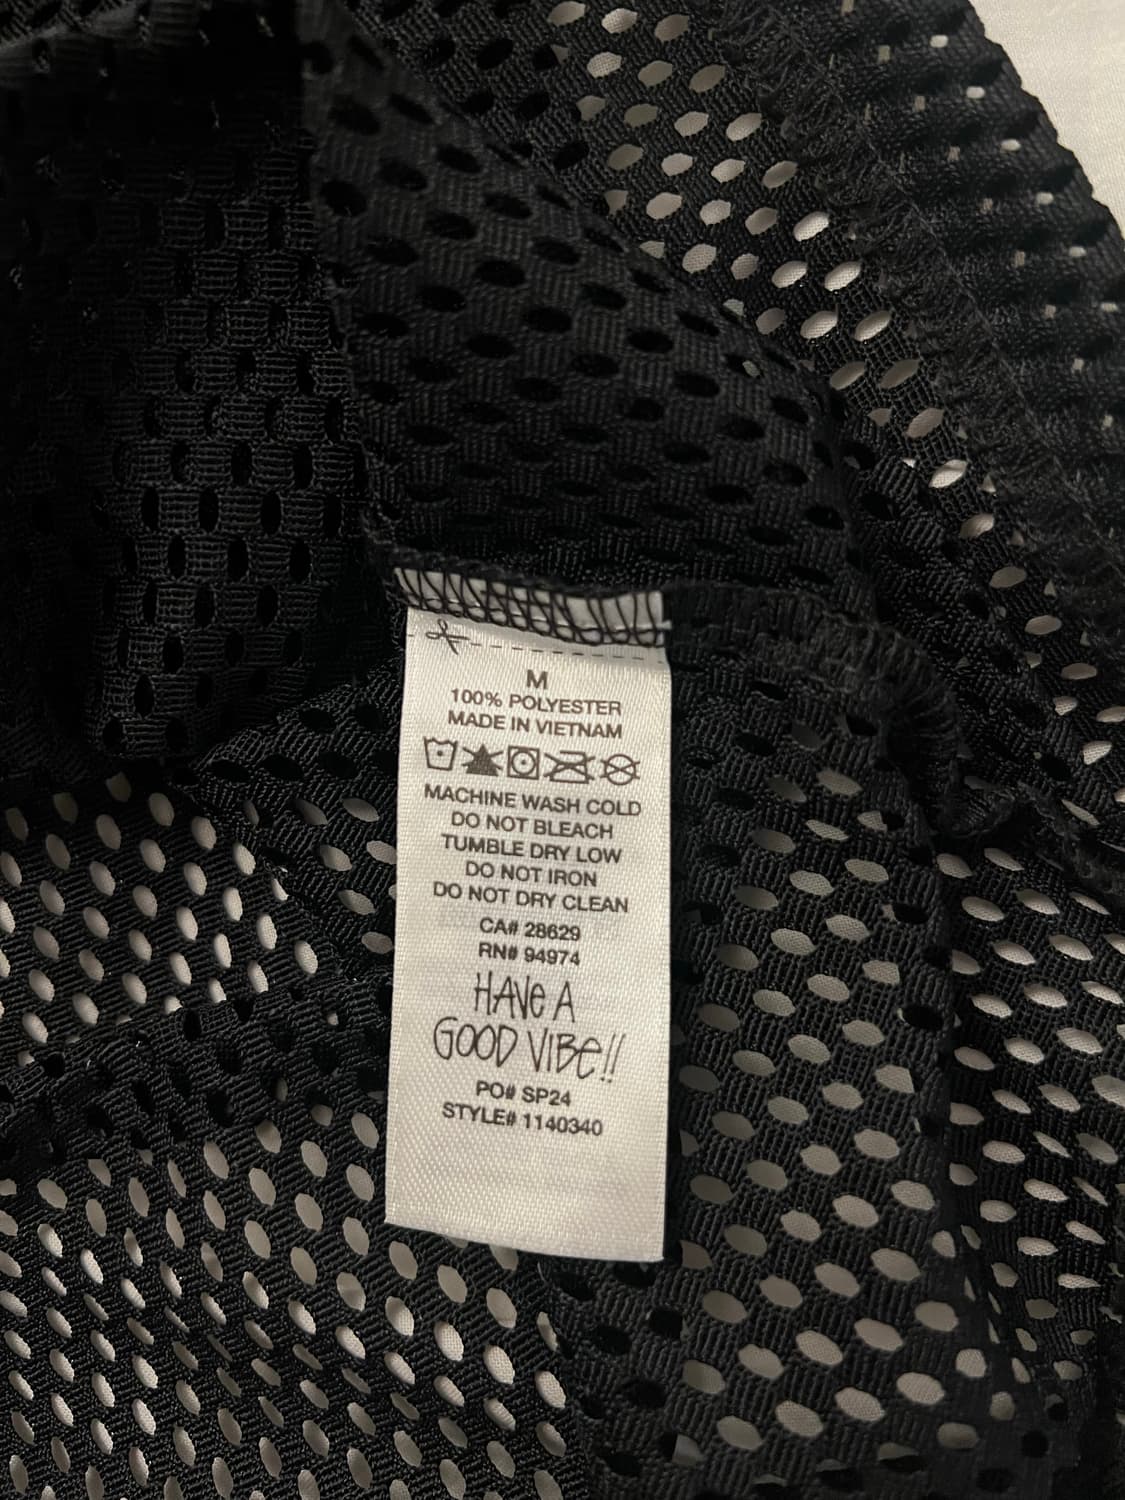 M
100% POLYESTER
MADE IN VIETNAM
MACHINE WASH COLD
DO NOT BLEACH
TUMBLE DRY LOW
DO NOT IRON
DO NOT DRY CLEAN
CA# 28629
RN# 94974
HAVe A
GOOD VIBe!!
PO# SP24
STYLE# 1140340